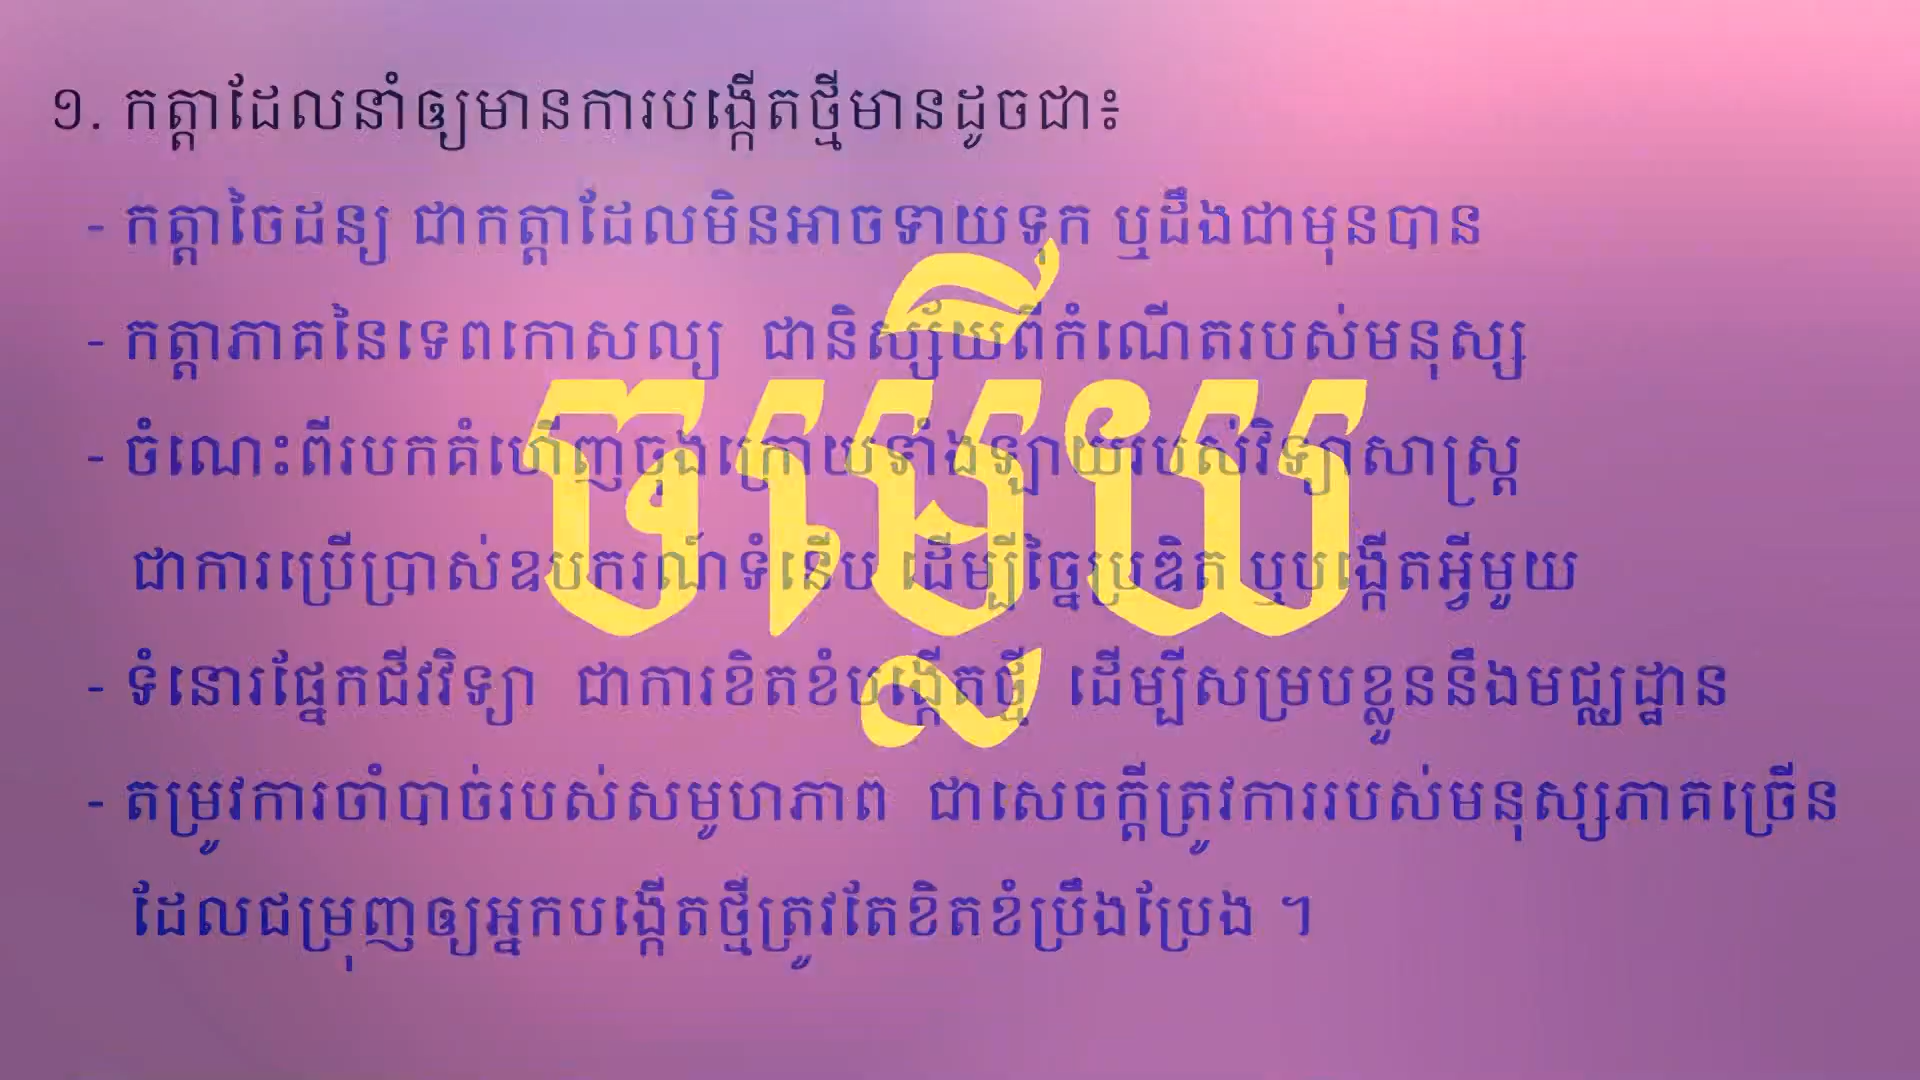 ១. កត្តាដែលនាំឲ្យមានការបង្កើតថ្មីមានដូចជា៖
- កត្តាចៃដន្យ ជាកត្តាដែលមិនអាចទាយទុក ឬដឹងជាមុនបាន
- កត្តាភាគនៃទេពកោសល្យ ជានិស្ស័យពីកំណើតរបស់មនុស្ស
- ចំណេះពីរបកគំហើញចុងក្រោយទាំងឡាយរបស់វិទ្យាសាស្ត្រ
ជាការប្រើប្រាស់ឧបករណ៍ទំនើប ដើម្បីច្នៃប្រឌិត ឬបង្កើតអ្វីមួយ
- ទំនោរផ្នែកជីវវិទ្យា ជាការខិតខំបង្កើតថ្មី ដើម្បីសម្របខ្លួននឹងមជ្ឈដ្ឋាន
- តម្រូវការចាំបាច់របស់សមូហភាព ជាសេចក្តីត្រូវការរបស់មនុស្សភាគច្រើន
ដែលជម្រុញឲ្យអ្នកបង្កើតថ្មីត្រូវតែខិតខំប្រឹងប្រែង ។
ចម្លើយ